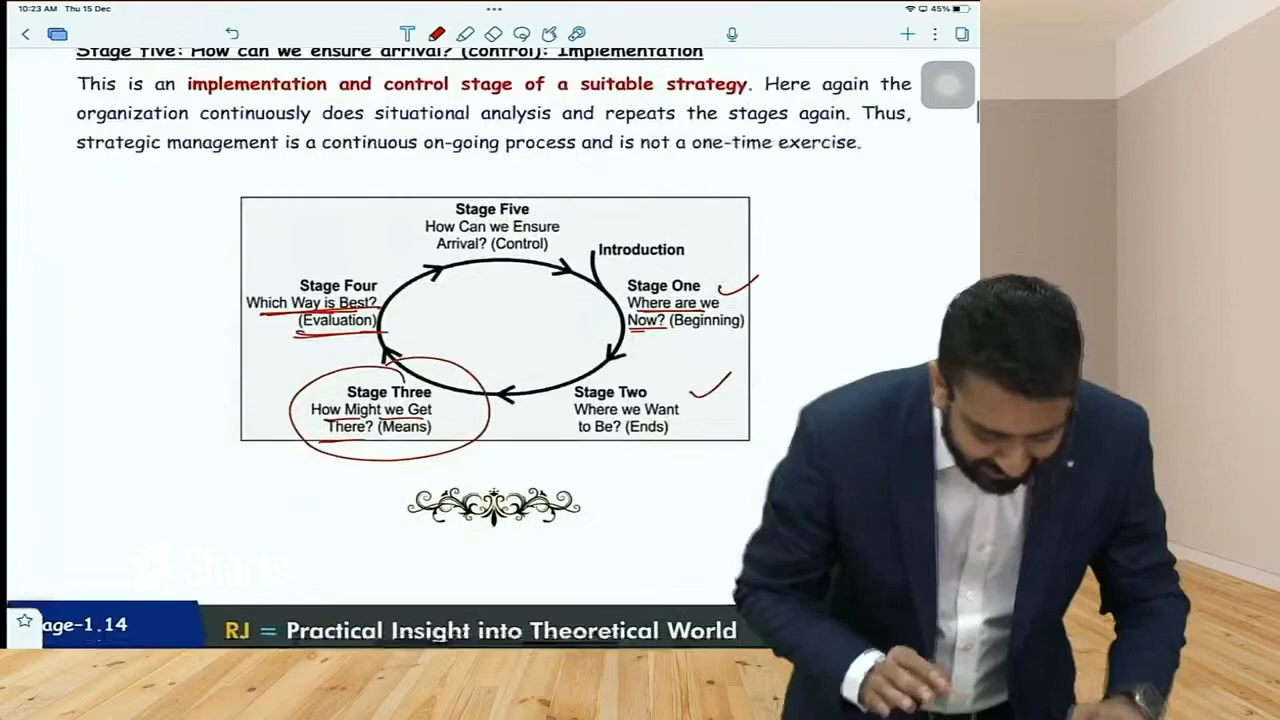 10:23 AM Thu 15 Dec
45%
T
Stage five: How can we ensure arrival? (control): Implementation
This is an implementation and control stage of a suitable strategy. Here again the
organization continuously does situational analysis and repeats the stages again. Thus,
strategic management is a continuous on-going process and is not a one-time exercise.
Stage Five
How Can we Ensure
Arrival? (Control)
Introduction
Stage Four
Which Way is Best?
(Evaluation)
Stage One
Where are we
Now? (Beginning)
Stage Three
How Might we Get
There? (Means)
Stage Two
Where we Want
to Be? (Ends)
Shorts
age-1.14
RJ = Practical Insight into Theoretical World